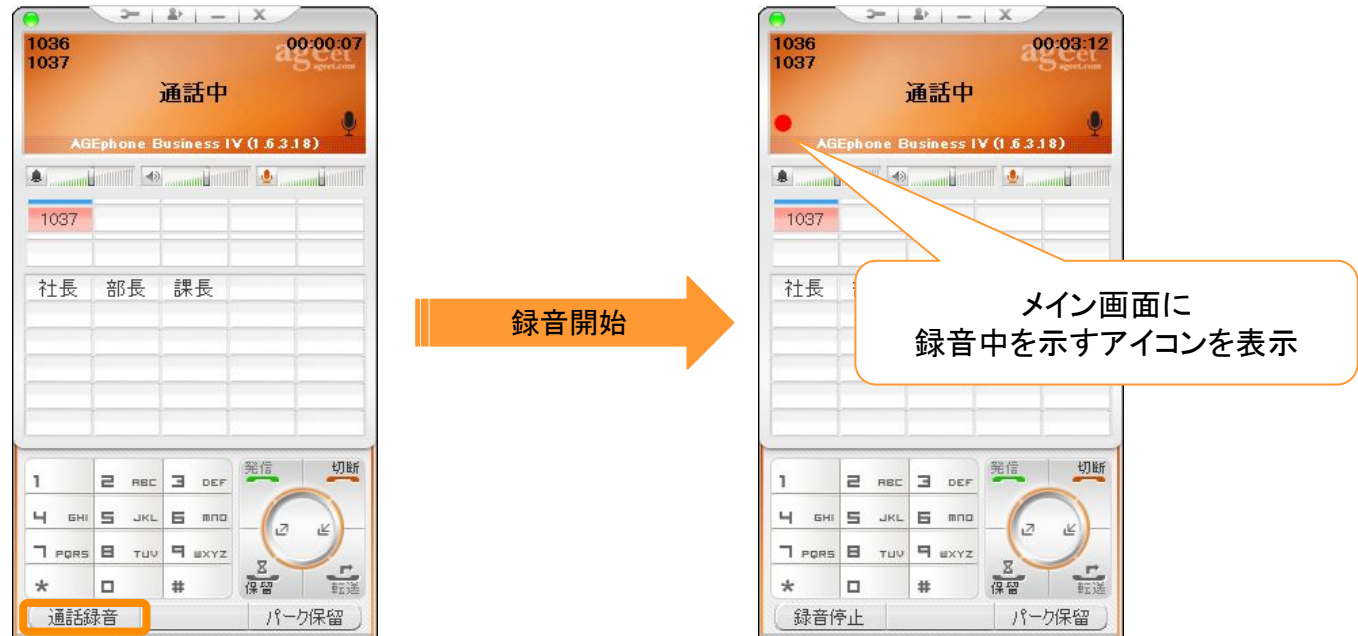 1036
00:00:07
1037
ageet
ageet.com
通話中
AGEphone Business IV (1.6.3.18)
1037
社長 部長 課長
1
2 ABC
3 DEF
発信
切断
4 GHI
5 JKL
6 MNO
7 PQRS
8 TUV
9 WXYZ
*
0
#
保留
転送
通話録音
パーク保留
録音開始
1036
00:03:12
1037
ageet
ageet.com
通話中
AGEphone Business IV (1.6.3.18)
1037
社長
メイン画面に
録音中を示すアイコンを表示
1
2 ABC
3 DEF
発信
切断
4 GHI
5 JKL
6 MNO
7 PQRS
8 TUV
9 WXYZ
*
0
#
保留
転送
録音停止
パーク保留